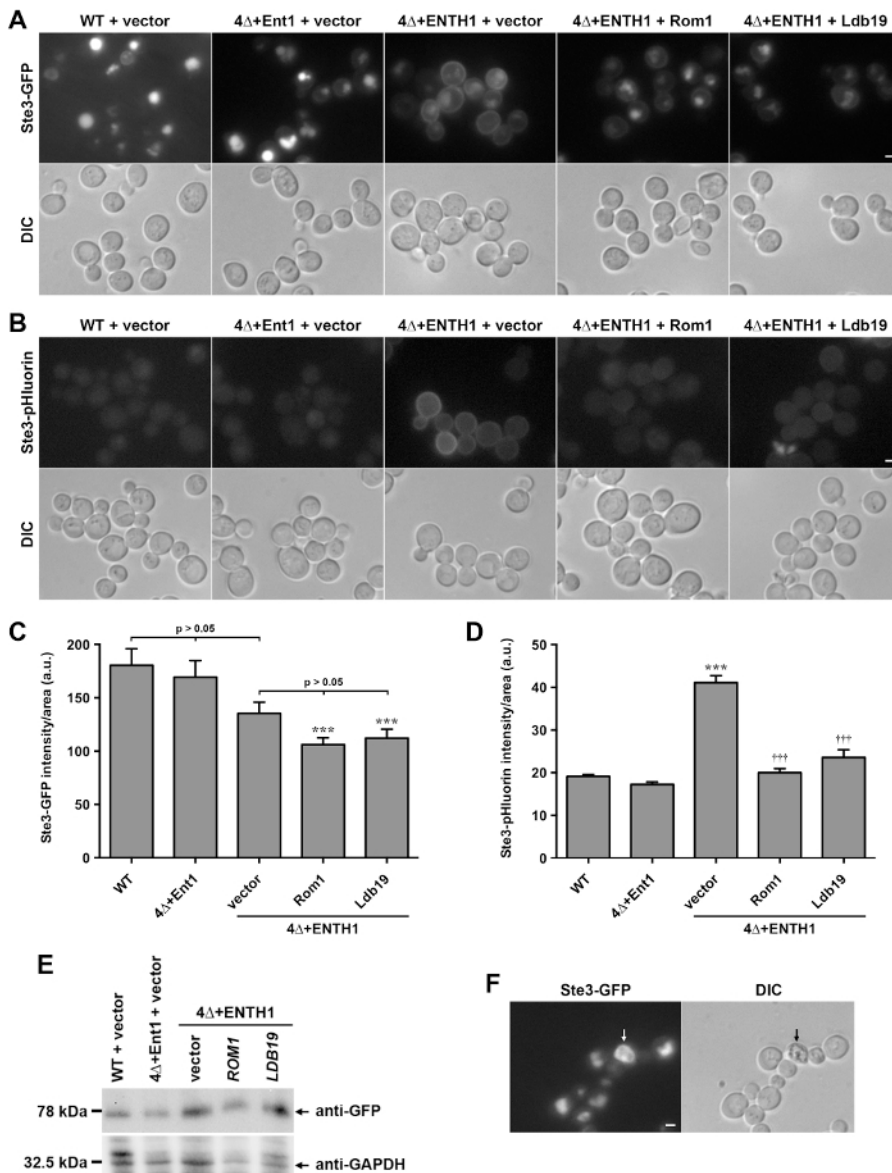 A
WT + vector 4Δ+Ent1 + vector 4Δ+ENTH1 + vector 4Δ+ENTH1 + Rom1 4Δ+ENTH1 + Ldb19
Ste3-GFP
DIC
B
WT + vector 4Δ+Ent1 + vector 4Δ+ENTH1 + vector 4Δ+ENTH1 + Rom1 4Δ+ENTH1 + Ldb19
Ste3-pHluorin
DIC
C
Ste3-GFP intensity/area (a.u.)
200
150
100
50
0
p > 0.05
p > 0.05
***
***
WT
4Δ+Ent1
vector
Rom1
Ldb19
4Δ+ENTH1
D
Ste3-pHluorin intensity/area (a.u.)
50
40
30
20
10
0
***
†††
†††
WT
4Δ+Ent1
vector
Rom1
Ldb19
4Δ+ENTH1
E
WT + vector
4Δ+Ent1 + vector
4Δ+ENTH1
vector
ROM1
LDB19
78 kDa
anti-GFP
32.5 kDa
anti-GAPDH
F
Ste3-GFP DIC